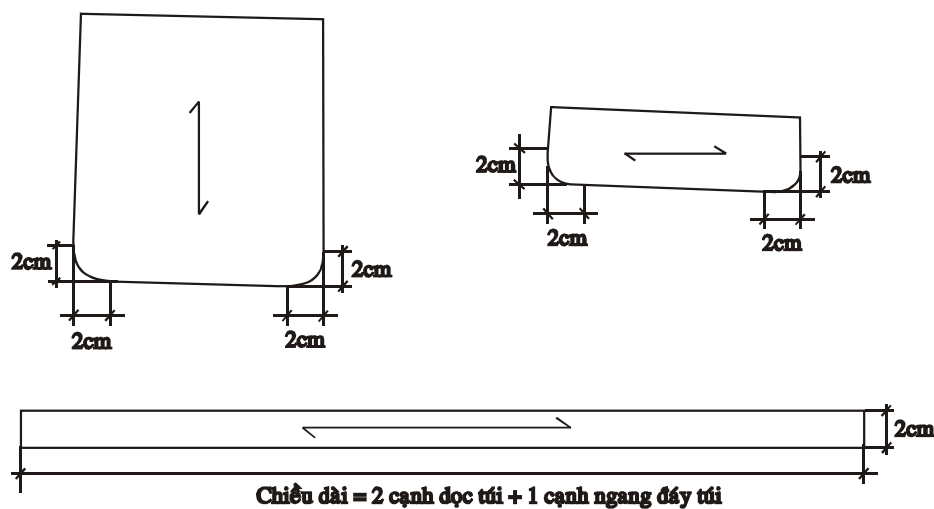 2cm
2cm
2cm
2cm
2cm
2cm
2cm
2cm
2cm
Chiều dài = 2 cạnh dọc túi + 1 cạnh ngang đáy túi